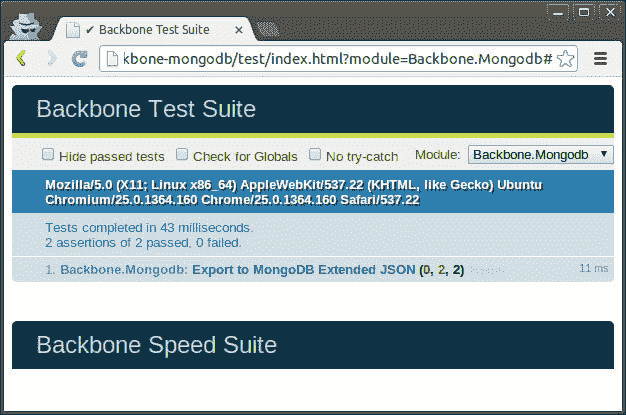 ✔ Backbone Test Suite
kbone-mongodb/test/index.html?module=Backbone.Mongodb#
Backbone Test Suite
Hide passed tests Check for Globals No try-catch Module: Backbone.Mongodb
Mozilla/5.0 (X11; Linux x86_64) AppleWebKit/537.22 (KHTML, like Gecko) Ubuntu
Chromium/25.0.1364.160 Chrome/25.0.1364.160 Safari/537.22
Tests completed in 43 milliseconds.
2 assertions of 2 passed, 0 failed.
1. Backbone.Mongodb: Export to MongoDB Extended JSON (0, 2, 2) 11 ms
Backbone Speed Suite